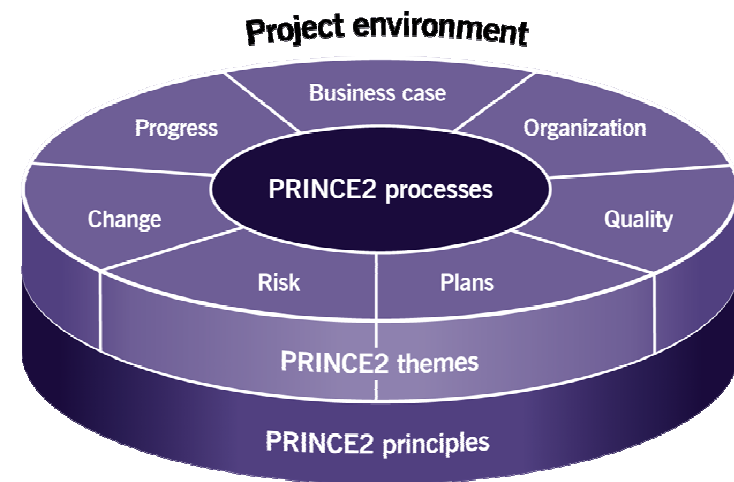 Project environment
Business case
Progress
Organization
PRINCE2 processes
Change
Quality
Risk
Plans
PRINCE2 themes
PRINCE2 principles